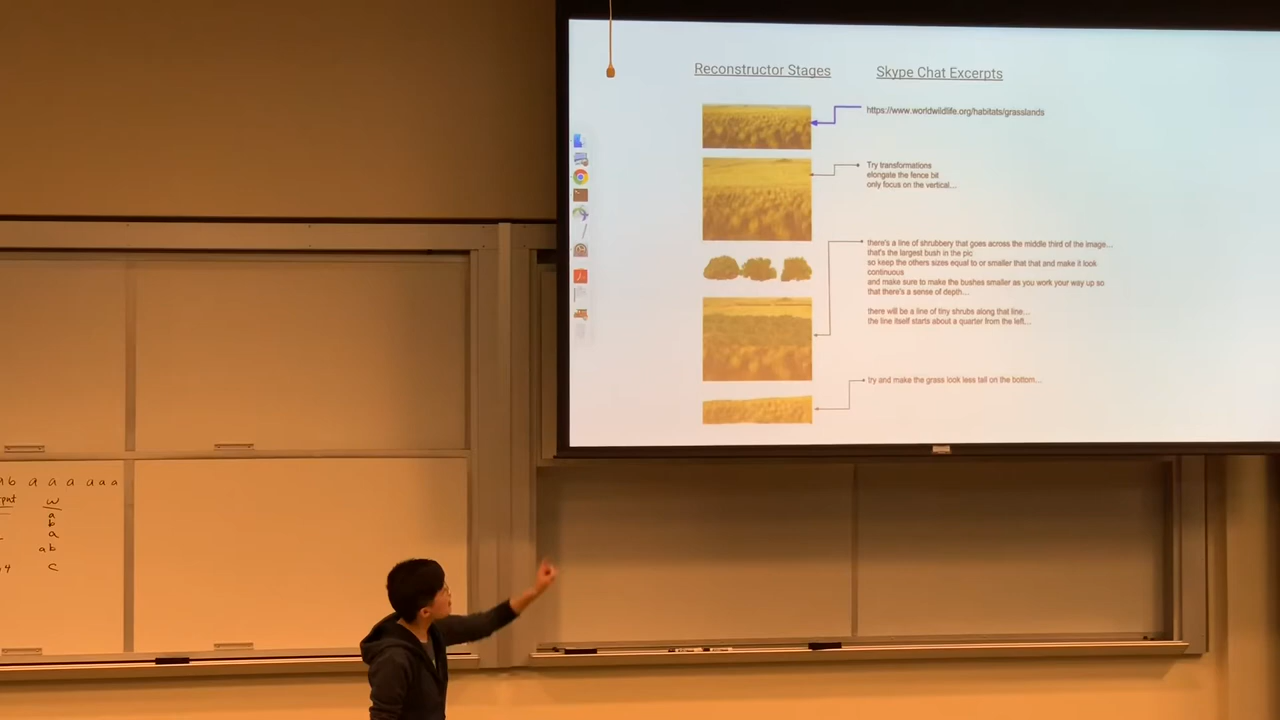 Reconstructor Stages
Skype Chat Excerpts
https://www.worldwildlife.org/habitats/grasslands
Try transformations
elongate the fence bit
only focus on the vertical...
there's a line of shrubbery that goes across the middle third of the image...
that's the largest bush in the pic
so keep the others sizes equal to or smaller that that and make it look
continuous
and make sure to make the bushes smaller as you work your way up so
that there's a sense of depth...
there will be a line of tiny shrubs along that line...
the line itself starts about a quarter from the left...
try and make the grass look less tall on the bottom...
a a a a a a
w
a
b
a
ab
4 c